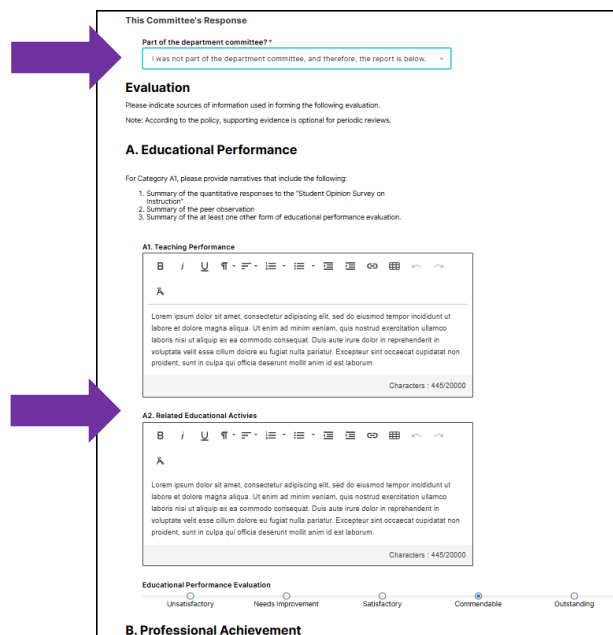 This Committee's Response
Part of the department committee? *
I was not part of the department committee, and therefore, the report is below.
Evaluation
Please indicate sources of information used in forming the following evaluation.
Note: According to the policy, supporting evidence is optional for periodic reviews.
A. Educational Performance
For Category A1, please provide narratives that include the following:
1. Summary of the quantitative responses to the "Student Opinion Survey on
Instruction"
2. Summary of the peer observation
3. Summary of the at least one other form of educational performance evaluation.
A1. Teaching Performance
Lorem ipsum dolor sit amet, consectetur adipiscing elit, sed do eiusmod tempor incididunt ut
labore et dolore magna aliqua. Ut enim ad minim veniam, quis nostrud exercitation ullamco
laboris nisi ut aliquip ex ea commodo consequat. Duis aute irure dolor in reprehenderit in
voluptate velit esse cillum dolore eu fugiat nulla pariatur. Excepteur sint occaecat cupidatat non
proident, sunt in culpa qui officia deserunt mollit anim id est laborum.
Characters : 445/20000
A2. Related Educational Activies
Lorem ipsum dolor sit amet, consectetur adipiscing elit, sed do eiusmod tempor incididunt ut
labore et dolore magna aliqua. Ut enim ad minim veniam, quis nostrud exercitation ullamco
laboris nisi ut aliquip ex ea commodo consequat. Duis aute irure dolor in reprehenderit in
voluptate velit esse cillum dolore eu fugiat nulla pariatur. Excepteur sint occaecat cupidatat non
proident, sunt in culpa qui officia deserunt mollit anim id est laborum.
Characters : 445/20000
Educational Performance Evaluation
Unsatisfactory Needs Improvement Satisfactory Commendable Outstanding
B. Professional Achievement